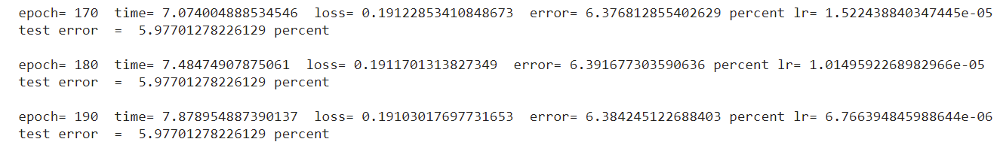 epoch= 170  time= 7.074004888534546  loss= 0.19122853410848673  error= 6.376812855402629 percent lr= 1.522438840347445e-05
test error  =  5.97701278226129 percent
epoch= 180  time= 7.48474907875061  loss= 0.1911701313827349  error= 6.391677303590636 percent lr= 1.0149592268982966e-05
test error  =  5.97701278226129 percent
epoch= 190  time= 7.878954887390137  loss= 0.19103017697731653  error= 6.384245122688403 percent lr= 6.766394845988644e-06
test error  =  5.97701278226129 percent